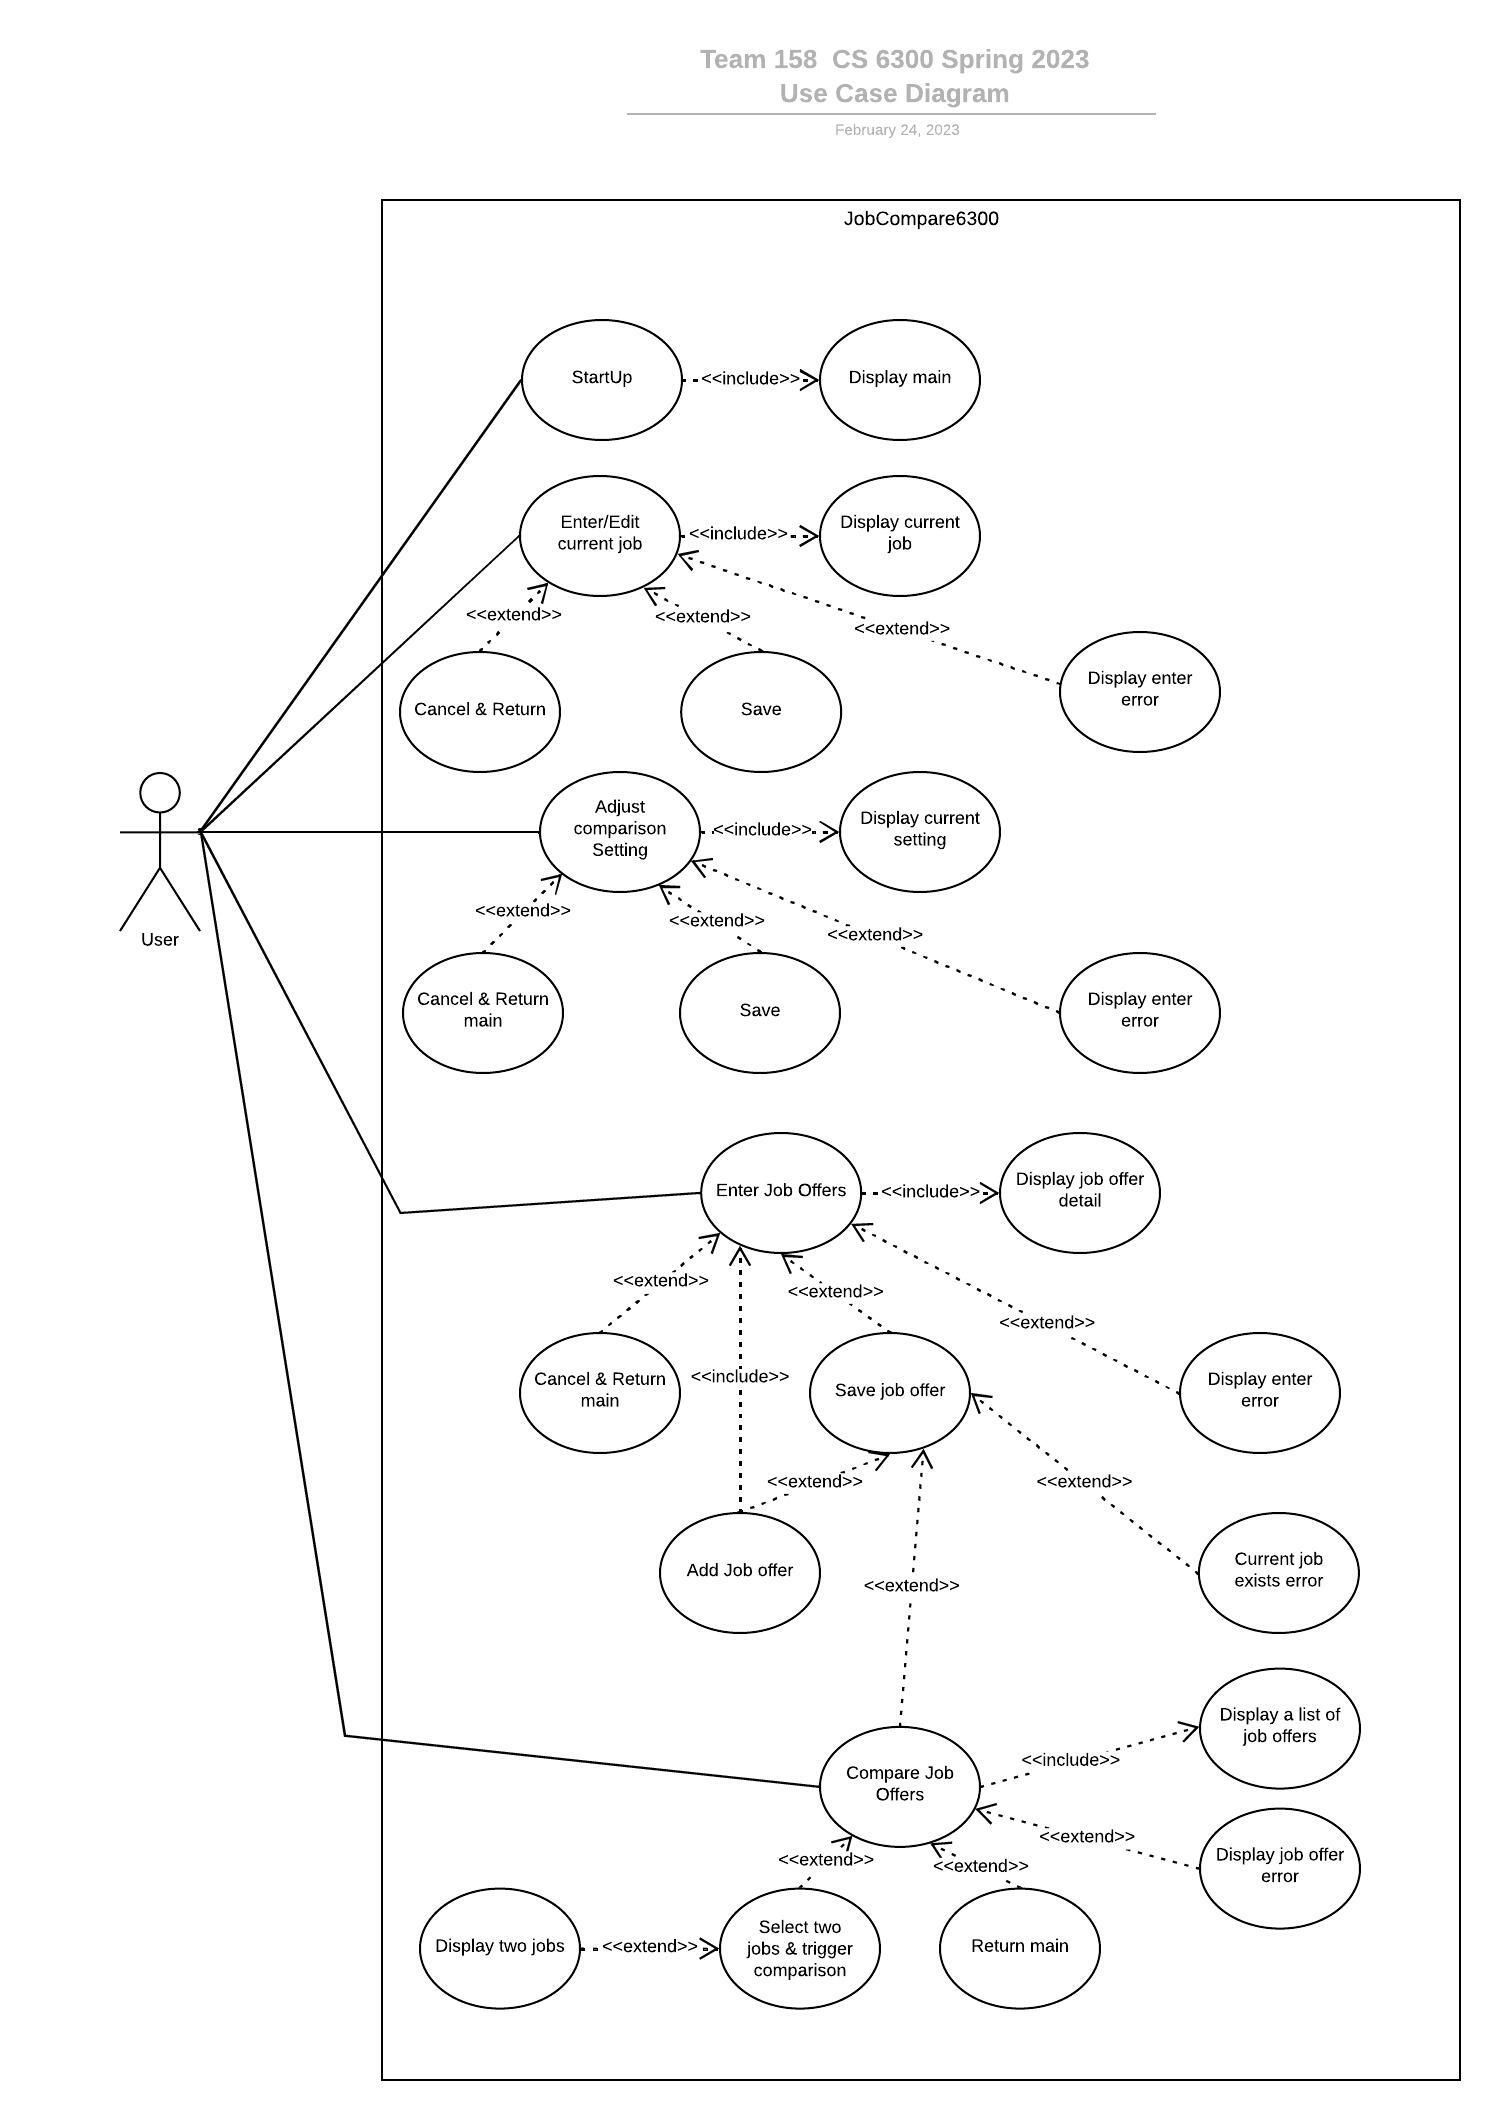 Team 158  CS 6300 Spring 2023
Use Case Diagram
February 24, 2023
JobCompare6300
StartUp
<<include>>
Display main
Enter/Edit
current job
<<include>>
Display current
job
<<extend>>
<<extend>>
<<extend>>
Cancel & Return
Save
Display enter
error
User
Adjust
comparison
Setting
<<include>>
Display current
setting
<<extend>>
<<extend>>
<<extend>>
Cancel & Return
main
Save
Display enter
error
Enter Job Offers
<<include>>
Display job offer
detail
<<extend>>
<<extend>>
<<extend>>
Cancel & Return
main
<<include>>
Save job offer
Display enter
error
<<extend>>
<<extend>>
Add Job offer
<<extend>>
Current job
exists error
Compare Job
Offers
<<include>>
Display a list of
job offers
<<extend>>
<<extend>>
<<extend>>
Display job offer
error
Display two jobs
<<extend>>
Select two
jobs & trigger
comparison
Return main